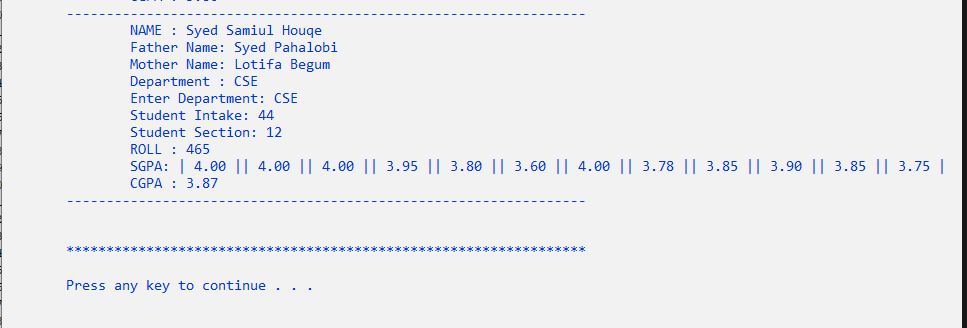 ---------------------------------------------------------------
NAME : Syed Samiul Houqe
Father Name: Syed Pahalobi
Mother Name: Lotifa Begum
Department : CSE
Enter Department: CSE
Student Intake: 44
Student Section: 12
ROLL : 465
SGPA: | 4.00 || 4.00 || 4.00 || 3.95 || 3.80 || 3.60 || 4.00 || 3.78 || 3.85 || 3.90 || 3.85 || 3.75 |
CGPA : 3.87
-----------------------------------------------------------------
*****************************************************************
Press any key to continue . . .